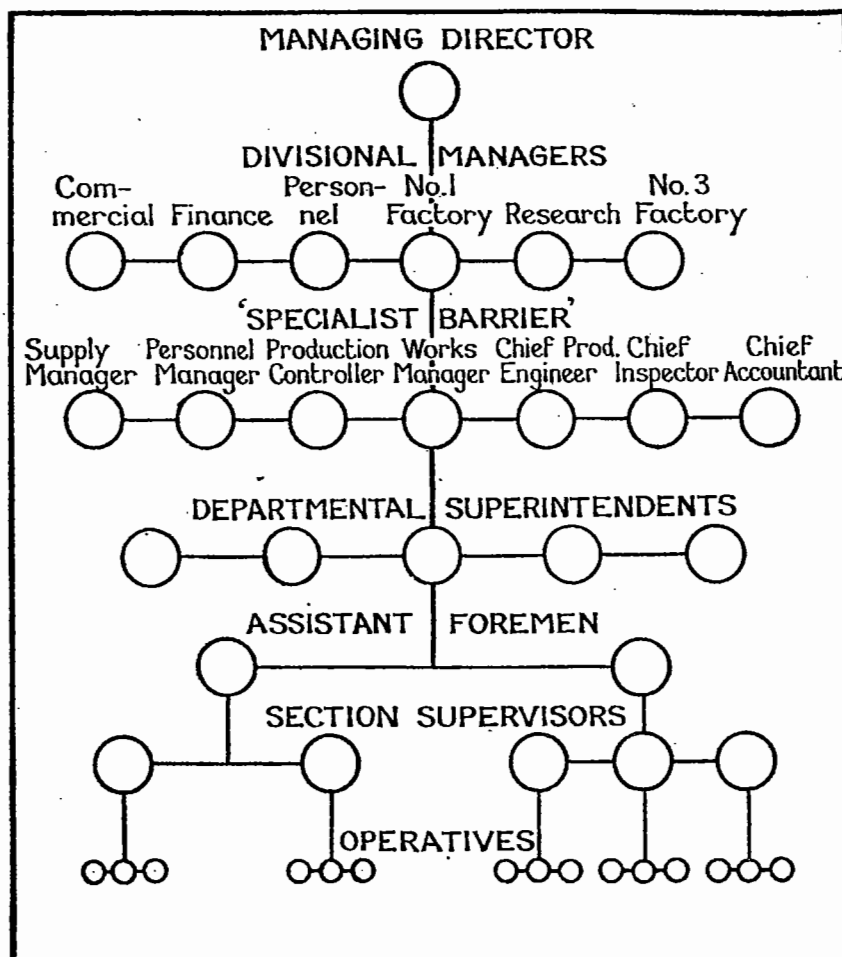 MANAGING DIRECTOR
DIVISIONAL MANAGERS
Com-
mercial
Finance
Person-
nel
No.1
Factory
Research
No.3
Factory
'SPECIALIST BARRIER'
Supply
Manager
Personnel
Manager
Production
Controller
Works
Manager
Chief Prod.
Engineer
Chief
Inspector
Chief
Accountant
DEPARTMENTAL SUPERINTENDENTS
ASSISTANT FOREMEN
SECTION SUPERVISORS
OPERATIVES